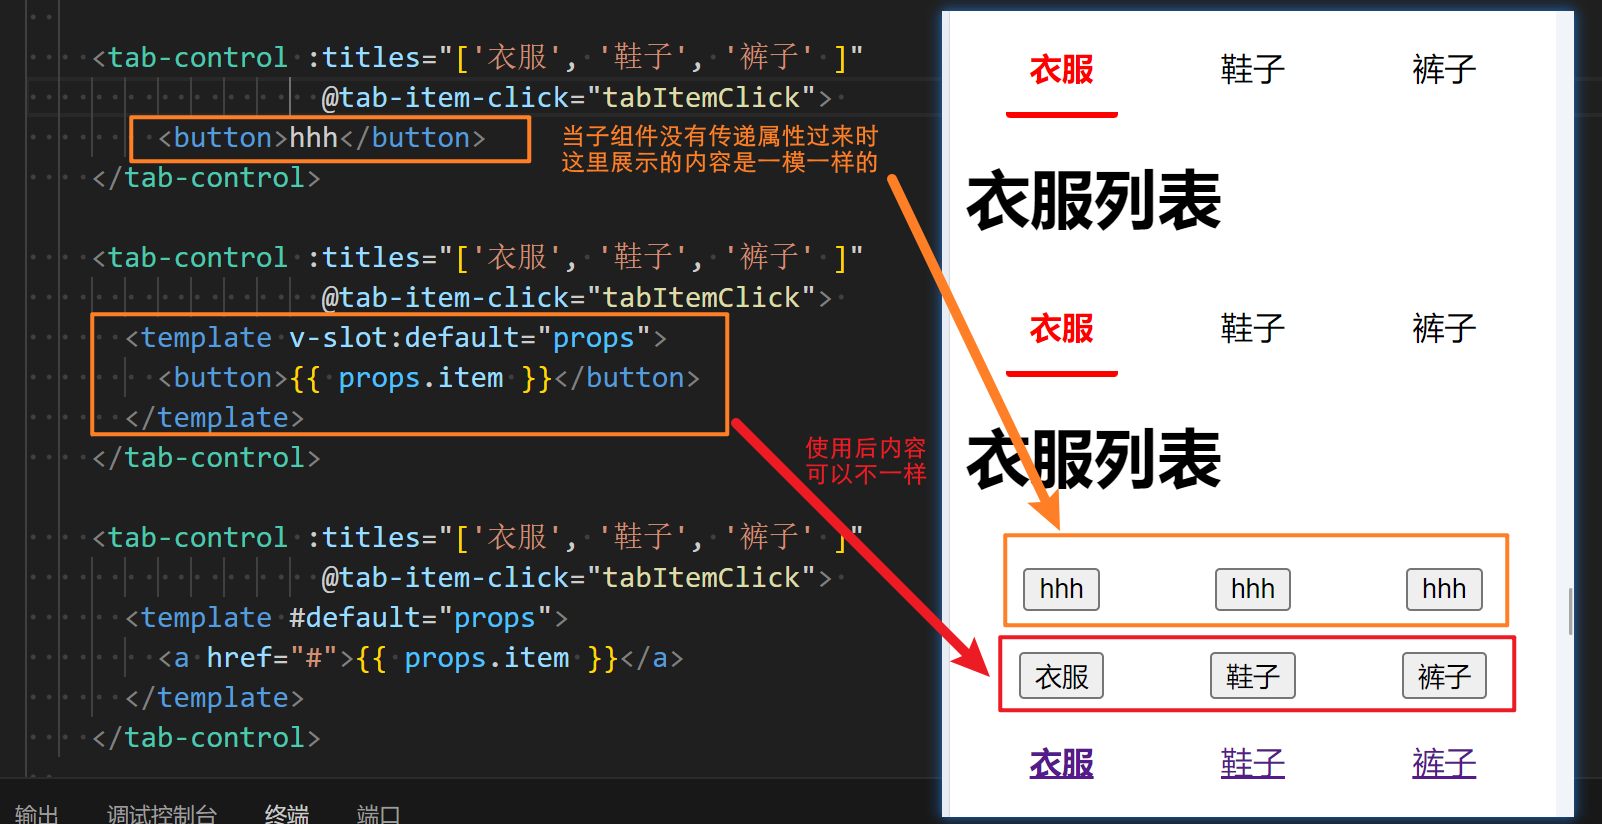 <tab-control :titles="['衣服', '鞋子', '裤子' ]"
@tab-item-click="tabItemClick">
<button>hhh</button>
</tab-control>
当子组件没有传递属性过来时
这里展示的内容是一模一样的
<tab-control :titles="['衣服', '鞋子', '裤子' ]"
@tab-item-click="tabItemClick">
<template v-slot:default="props">
<button>{{ props.item }}</button>
</template>
</tab-control>
使用后内容
可以不一样
<tab-control :titles="['衣服', '鞋子', '裤子' ]"
@tab-item-click="tabItemClick">
<template #default="props">
<a href="#">{{ props.item }}</a>
</template>
</tab-control>
输出 调试控制台 终端 端口
衣服 鞋子 裤子
衣服列表
衣服 鞋子 裤子
衣服列表
hhh hhh hhh
衣服 鞋子 裤子
衣服 鞋子 裤子